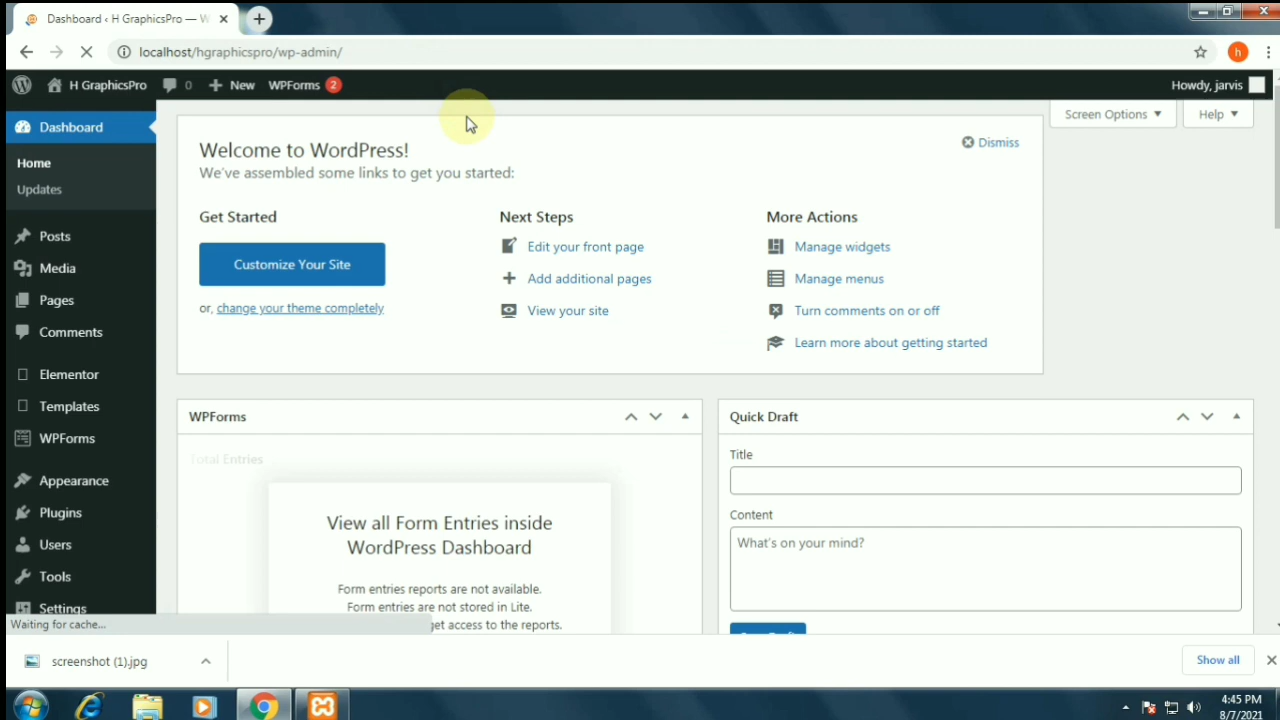 Dashboard ‹ H GraphicsPro — W
localhost/hgraphicspro/wp-admin/
h
H GraphicsPro
0
New
WPForms 2
Howdy, jarvis
Dashboard
Home
Updates
Posts
Media
Pages
Comments
Elementor
Templates
WPForms
Appearance
Plugins
Users
Tools
Settings
Screen Options
Help
Welcome to WordPress!
Dismiss
We've assembled some links to get you started:
Get Started
Customize Your Site
or, change your theme completely
Next Steps
Edit your front page
Add additional pages
View your site
More Actions
Manage widgets
Manage menus
Turn comments on or off
Learn more about getting started
WPForms
Total Entries
View all Form Entries inside
WordPress Dashboard
Form entries reports are not available.
Form entries are not stored in Lite.
get access to the reports.
Quick Draft
Title
Content
What's on your mind?
Waiting for cache...
screenshot (1).jpg
Show all
4:45 PM
8/7/2021